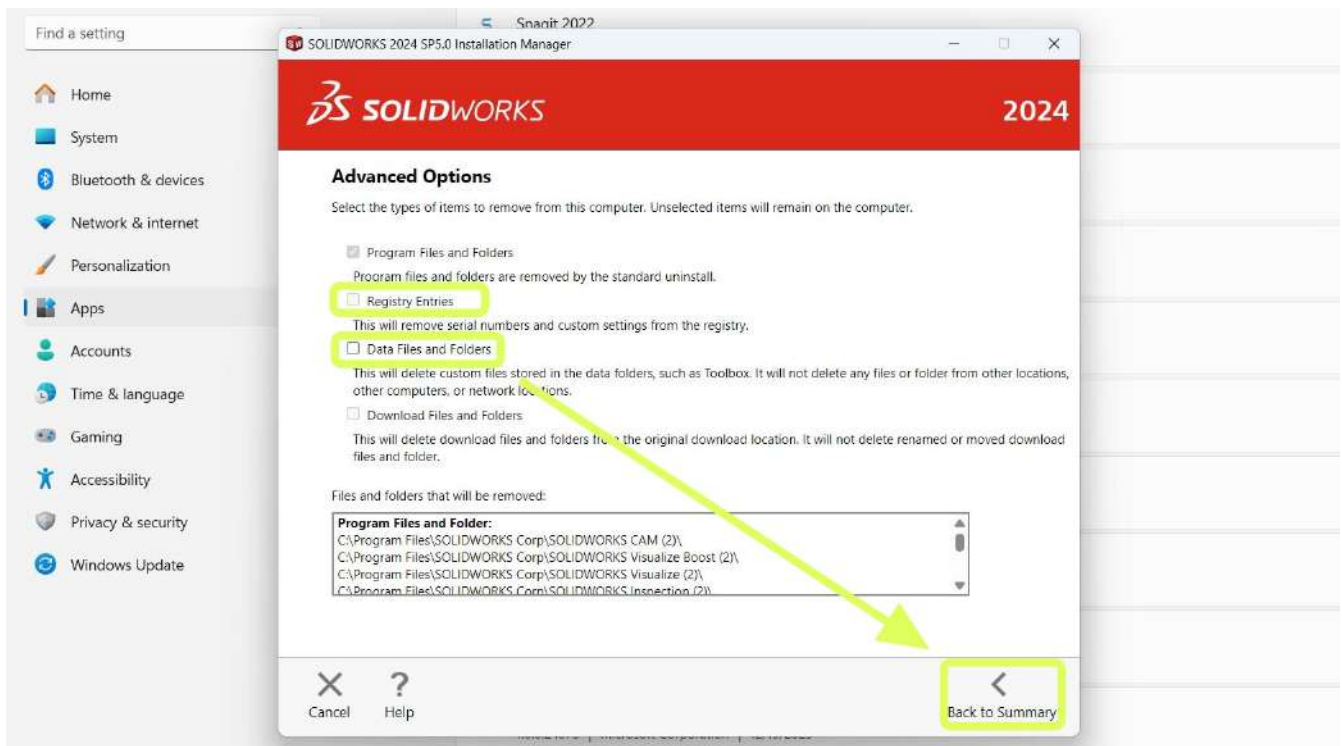 Snagit 2022
Find a setting
SOLIDWORKS 2024 SP5.0 Installation Manager
Home
System
Bluetooth & devices
Network & internet
Personalization
Apps
Accounts
Time & language
Gaming
Accessibility
Privacy & security
Windows Update
SOLIDWORKS
2024
Advanced Options
Select the types of items to remove from this computer. Unselected items will remain on the computer.
Program Files and Folders
Program files and folders are removed by the standard uninstall.
Registry Entries
This will remove serial numbers and custom settings from the registry.
Data Files and Folders
This will delete custom files stored in the data folders, such as Toolbox. It will not delete any files or folder from other locations,
other computers, or network locations.
Download Files and Folders
This will delete download files and folders from the original download location. It will not delete renamed or moved download
files and folder.
Files and folders that will be removed:
Program Files and Folder:
C:\Program Files\SOLIDWORKS Corp\SOLIDWORKS CAM (2)\
C:\Program Files\SOLIDWORKS Corp\SOLIDWORKS Visualize Boost (2)\
C:\Program Files\SOLIDWORKS Corp\SOLIDWORKS Visualize (2)\
C:\Program Files\SOLIDWORKS Corp\SOLIDWORKS Inspection (2)\
Cancel
Help
Back to Summary